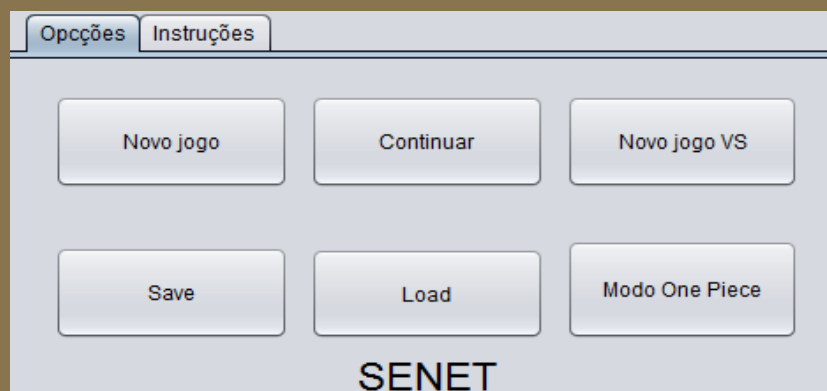 Opcções Instruções
Novo jogo Continuar Novo jogo VS
Save Load Modo One Piece
SENET